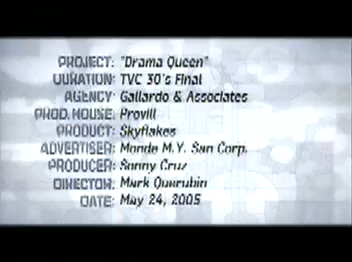 PROJECT: "Drama Queen"
DURATION: TVC 30's Final
AGENCY: Gallardo & Associates
PROD. HOUSE: Provill
PRODUCT: Skyflakes
ADVERTISER: Monde M.Y. San Corp.
PRODUCER: Sonny Cruz
DIRECTOR: Mark Querubin
DATE: May 24, 2005